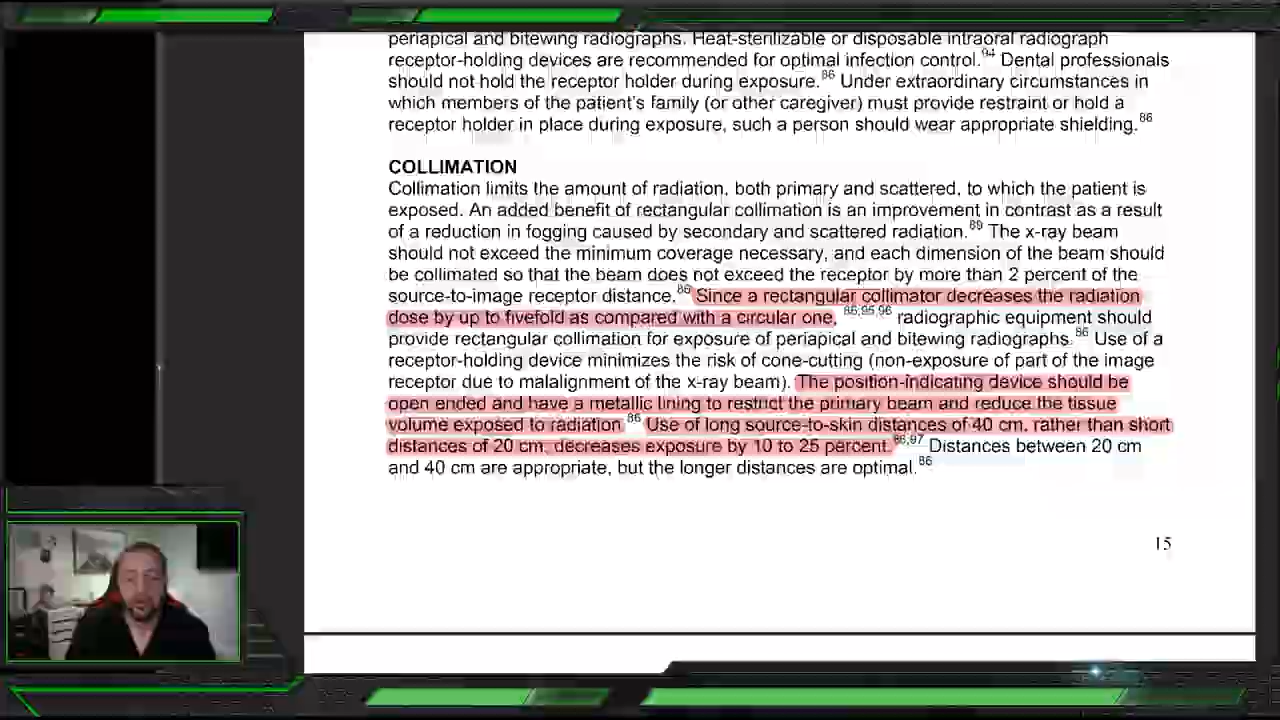 periapical and bitewing radiographs. Heat-sterilizable or disposable intraoral radiograph
receptor-holding devices are recommended for optimal infection control.94 Dental professionals
should not hold the receptor holder during exposure.86 Under extraordinary circumstances in
which members of the patient's family (or other caregiver) must provide restraint or hold a
receptor holder in place during exposure, such a person should wear appropriate shielding.86
COLLIMATION
Collimation limits the amount of radiation, both primary and scattered, to which the patient is
exposed. An added benefit of rectangular collimation is an improvement in contrast as a result
of a reduction in fogging caused by secondary and scattered radiation.89 The x-ray beam
should not exceed the minimum coverage necessary, and each dimension of the beam should
be collimated so that the beam does not exceed the receptor by more than 2 percent of the
source-to-image receptor distance.86 Since a rectangular collimator decreases the radiation
dose by up to fivefold as compared with a circular one, 86,95,96 radiographic equipment should
provide rectangular collimation for exposure of periapical and bitewing radiographs.86 Use of a
receptor-holding device minimizes the risk of cone-cutting (non-exposure of part of the image
receptor due to malalignment of the x-ray beam). The position-indicating device should be
open ended and have a metallic lining to restrict the primary beam and reduce the tissue
volume exposed to radiation.86 Use of long source-to-skin distances of 40 cm, rather than short
distances of 20 cm, decreases exposure by 10 to 25 percent.86,97 Distances between 20 cm
and 40 cm are appropriate, but the longer distances are optimal.86
15